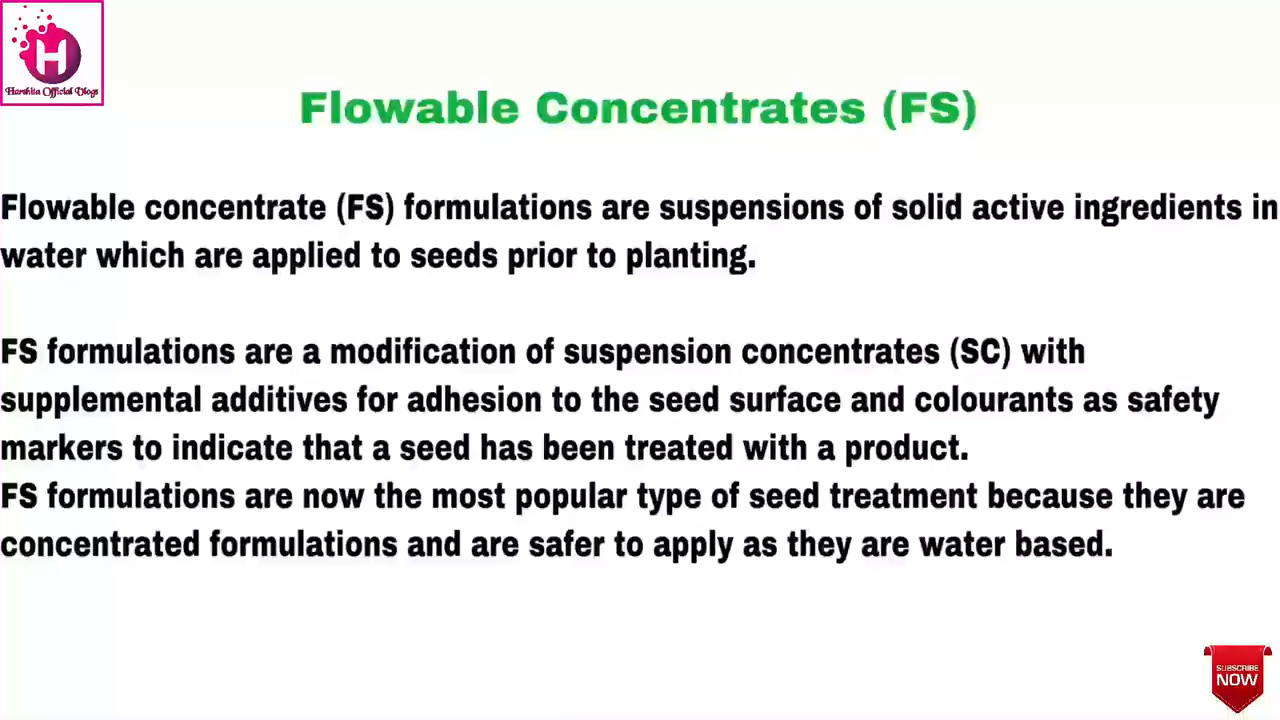 H
Harshita Official Vlogs
Flowable Concentrates (FS)
Flowable concentrate (FS) formulations are suspensions of solid active ingredients in
water which are applied to seeds prior to planting.
FS formulations are a modification of suspension concentrates (SC) with
supplemental additives for adhesion to the seed surface and colourants as safety
markers to indicate that a seed has been treated with a product.
FS formulations are now the most popular type of seed treatment because they are
concentrated formulations and are safer to apply as they are water based.
SUBSCRIBE
NOW